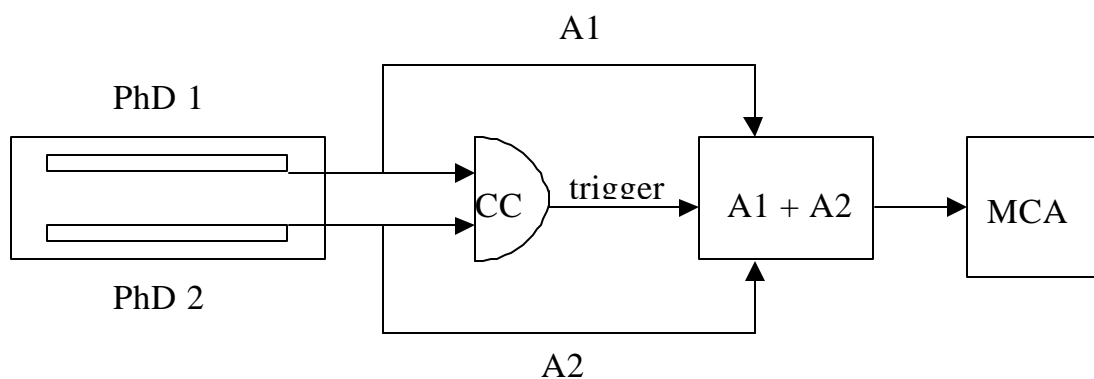 A1
PhD 1
CC
trigger
A1 + A2
MCA
PhD 2
A2